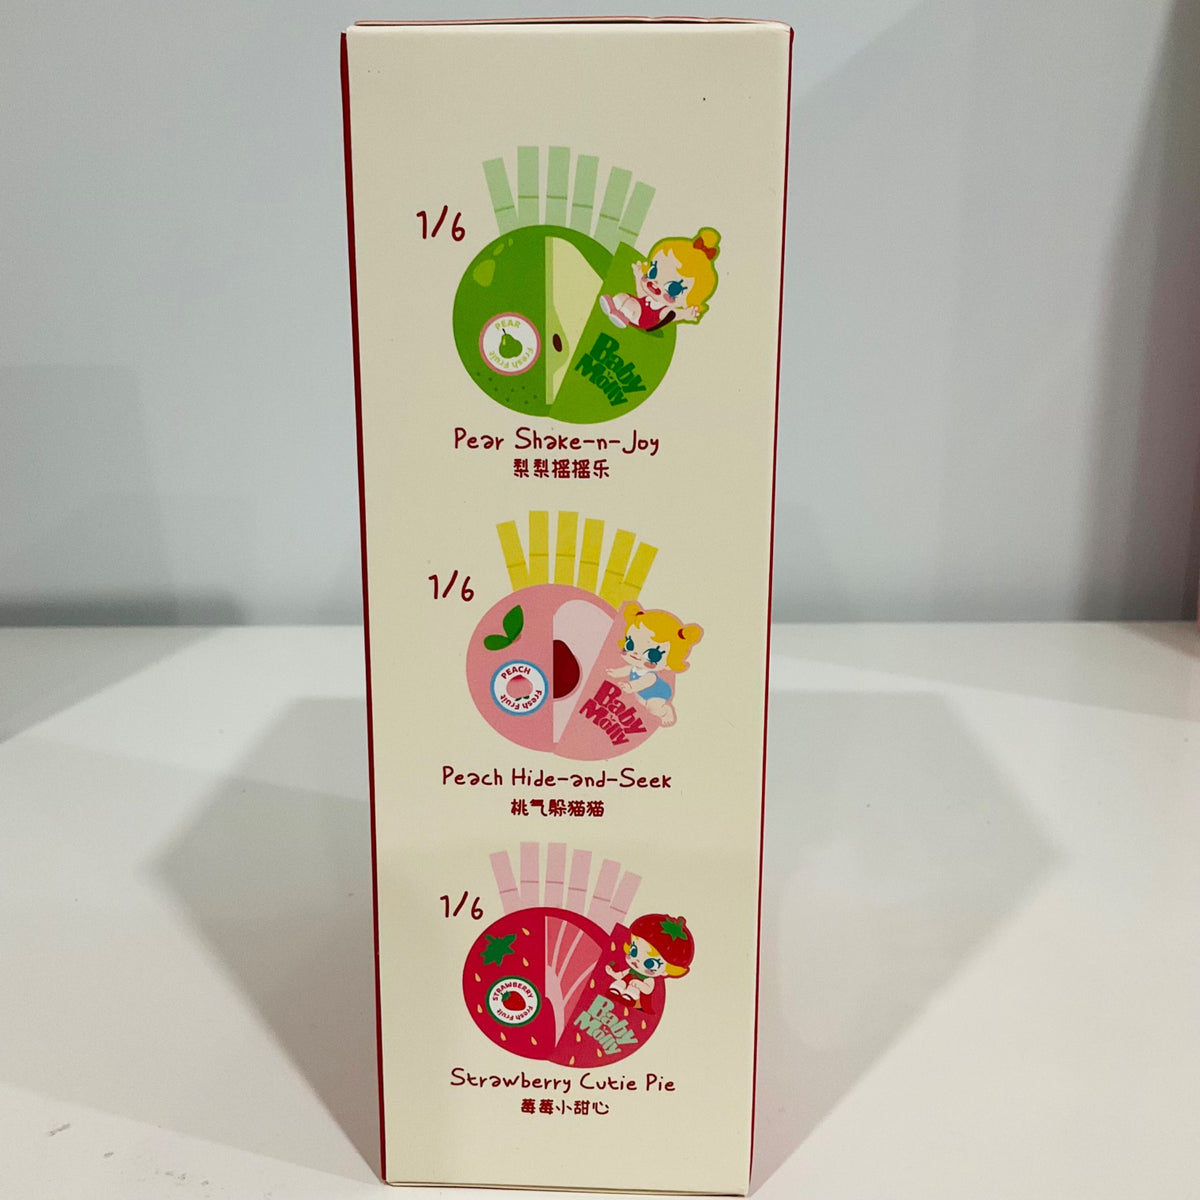 1/6
PEAR
Fresh Fruit
Baby
Molly
Pear Shake-n-Joy
梨梨摇摇乐
1/6
PEACH
Fresh Fruit
Baby
Molly
Peach Hide-and-Seek
桃气躲猫猫
1/6
STRAWBERRY
Fresh Fruit
Baby
Molly
Strawberry Cutie Pie
莓莓小甜心